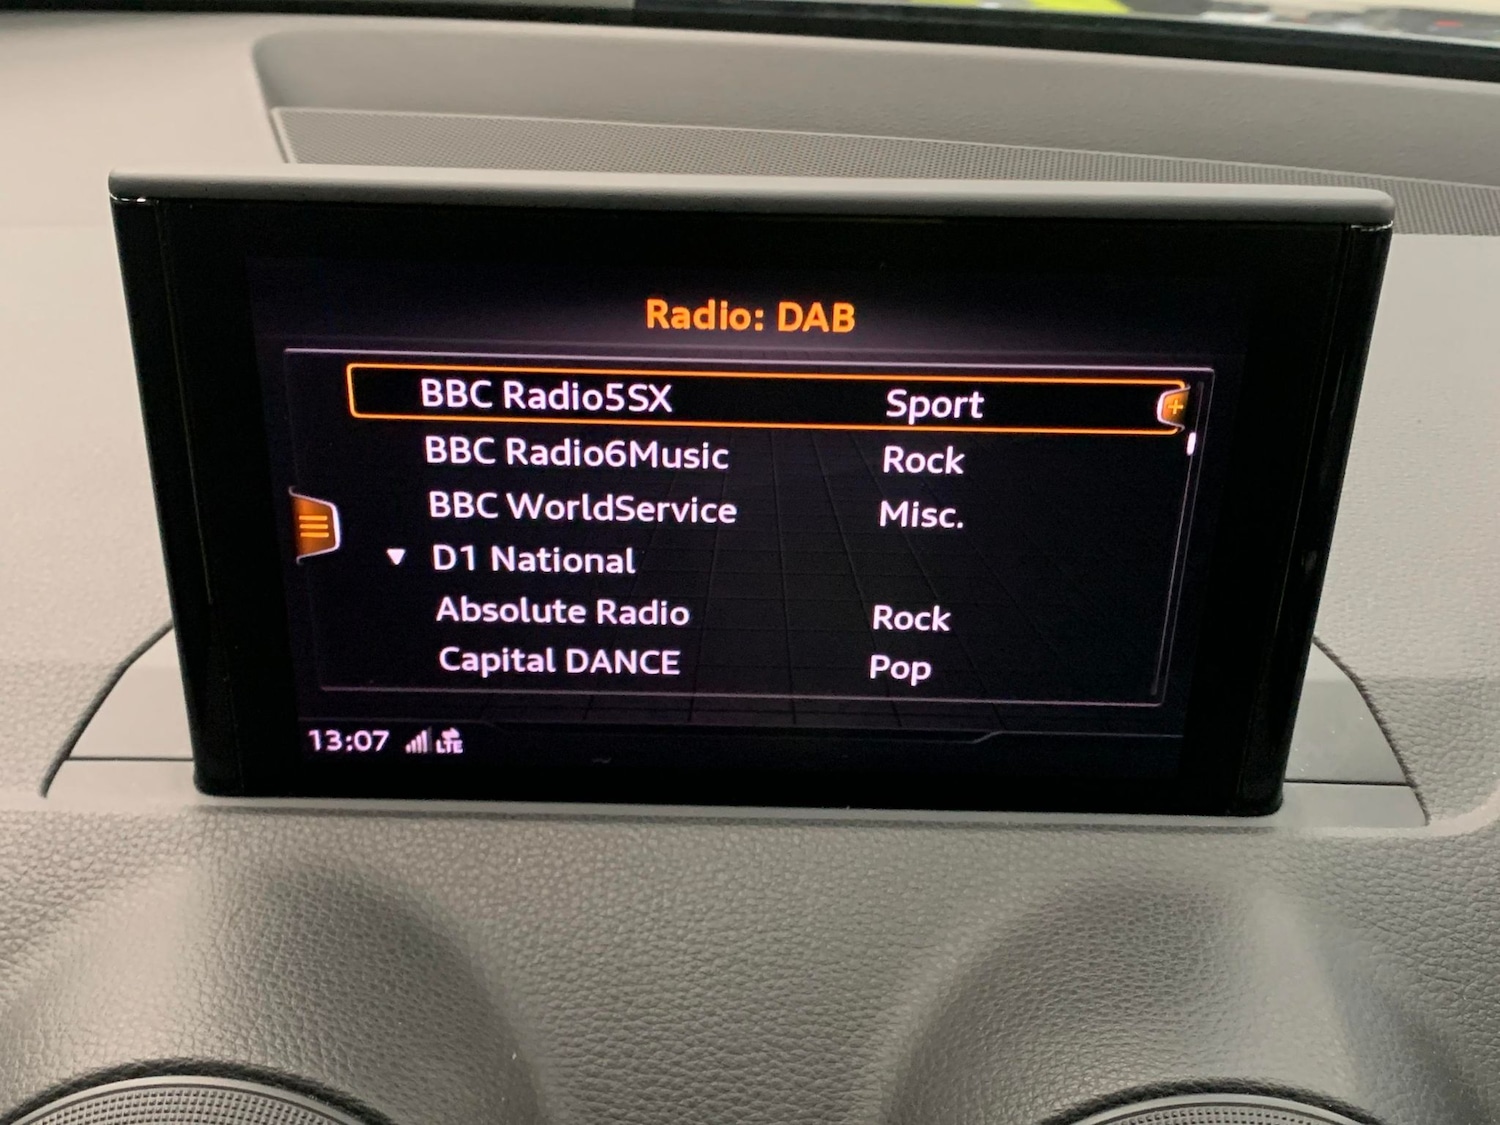 Radio: DAB
BBC Radio5SX Sport
BBC Radio6Music Rock
BBC WorldService Misc.
D1 National
Absolute Radio Rock
Capital DANCE Pop
13:07 LTE